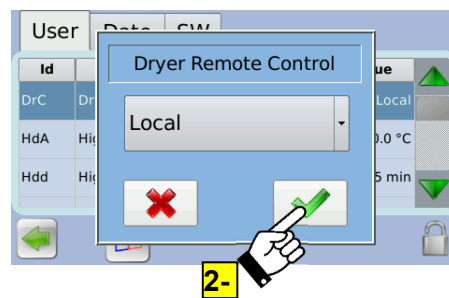 User Date SW
Dryer Remote Control
Id ue
DrC Dr Local
Local
HdA Hig 0.0 °C
Hdd Hig 5 min
2-